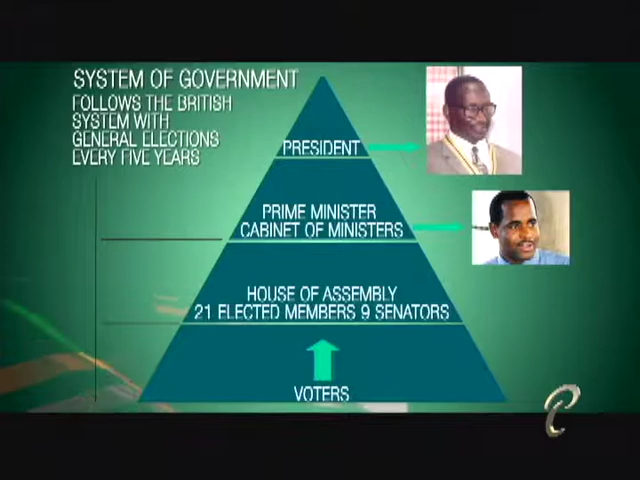 SYSTEM OF GOVERNMENT
FOLLOWS THE BRITISH
SYSTEM WITH
GENERAL ELECTIONS
EVERY FIVE YEARS
PRESIDENT
PRIME MINISTER
CABINET OF MINISTERS
HOUSE OF ASSEMBLY
21 ELECTED MEMBERS 9 SENATORS
VOTERS